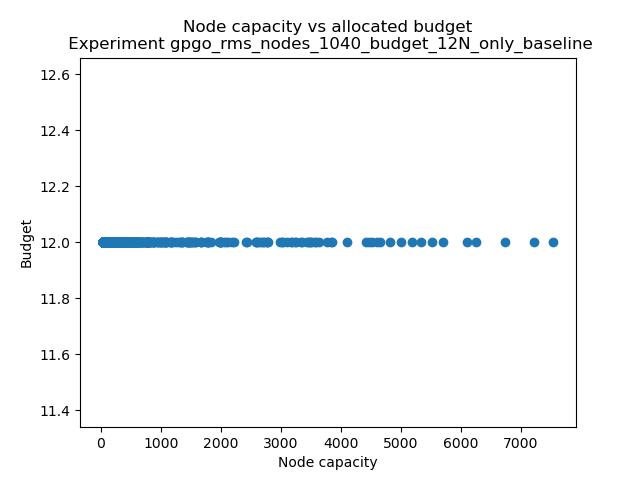 Node capacity vs allocated budget
Experiment gpgo_rms_nodes_1040_budget_12N_only_baseline
12.6
12.4
12.2
12.0
11.8
11.6
11.4
Budget
0 1000 2000 3000 4000 5000 6000 7000
Node capacity